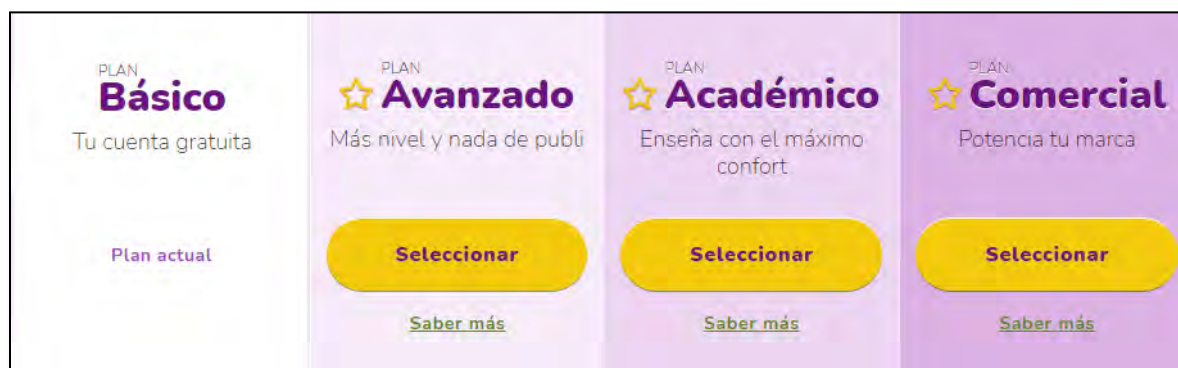 PLAN
Básico
Tu cuenta gratuita
Plan actual
PLAN
Avanzado
Más nivel y nada de publi
Seleccionar
Saber más
PLAN
Académico
Enseña con el máximo
confort
Seleccionar
Saber más
PLAN
Comercial
Potencia tu marca
Seleccionar
Saber más